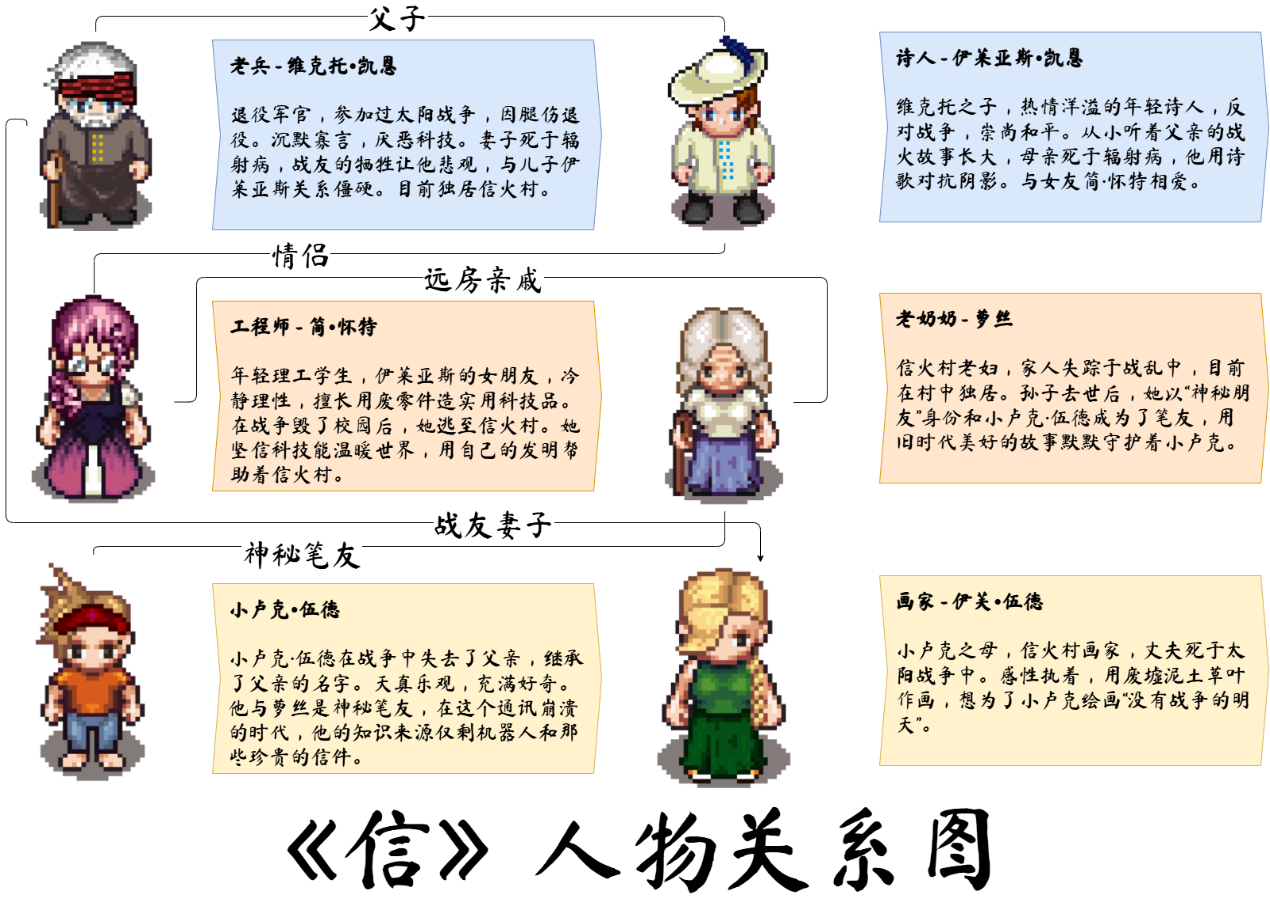 父子
老兵-维克托•凯恩
退役军官，参加过太阳战争，因腿伤退
役。沉默寡言，厌恶科技。妻子死于辐
射病，战友的牺牲让他悲观，与儿子伊
莱亚斯关系僵硬。目前独居信火村。
诗人-伊莱亚斯•凯恩
维克托之子，热情洋溢的年轻诗人，反
对战争，崇尚和平。从小听着父亲的战
火故事长大，母亲死于辐射病，他用诗
歌对抗阴影。与女友简·怀特相爱。
情侣
远房亲戚
工程师-简•怀特
年轻理工学生，伊莱亚斯的女朋友，冷
静理性，擅长用废零件造实用科技品。
在战争毁了校园后，她逃至信火村。她
坚信科技能温暖世界，用自己的发明帮
助着信火村。
老奶奶-萝丝
信火村老妇，家人失踪于战乱中，目前
在村中独居。孙子去世后，她以“神秘朋
友”身份和小卢克·伍德成为了笔友，用
旧时代美好的故事默默守护着小卢克。
战友妻子
神秘笔友
小卢克•伍德
小卢克·伍德在战争中失去了父亲，继承
了父亲的名字。天真乐观，充满好奇。
他与萝丝是神秘笔友，在这个通讯崩溃
的时代，他的知识来源仅剩机器人和那
些珍贵的信件。
画家-伊芙•伍德
小卢克之母，信火村画家，丈夫死于太
阳战争中。感性执着，用废墟泥土草叶
作画，想为了小卢克绘画“没有战争的明
天”。
《信》人物关系图